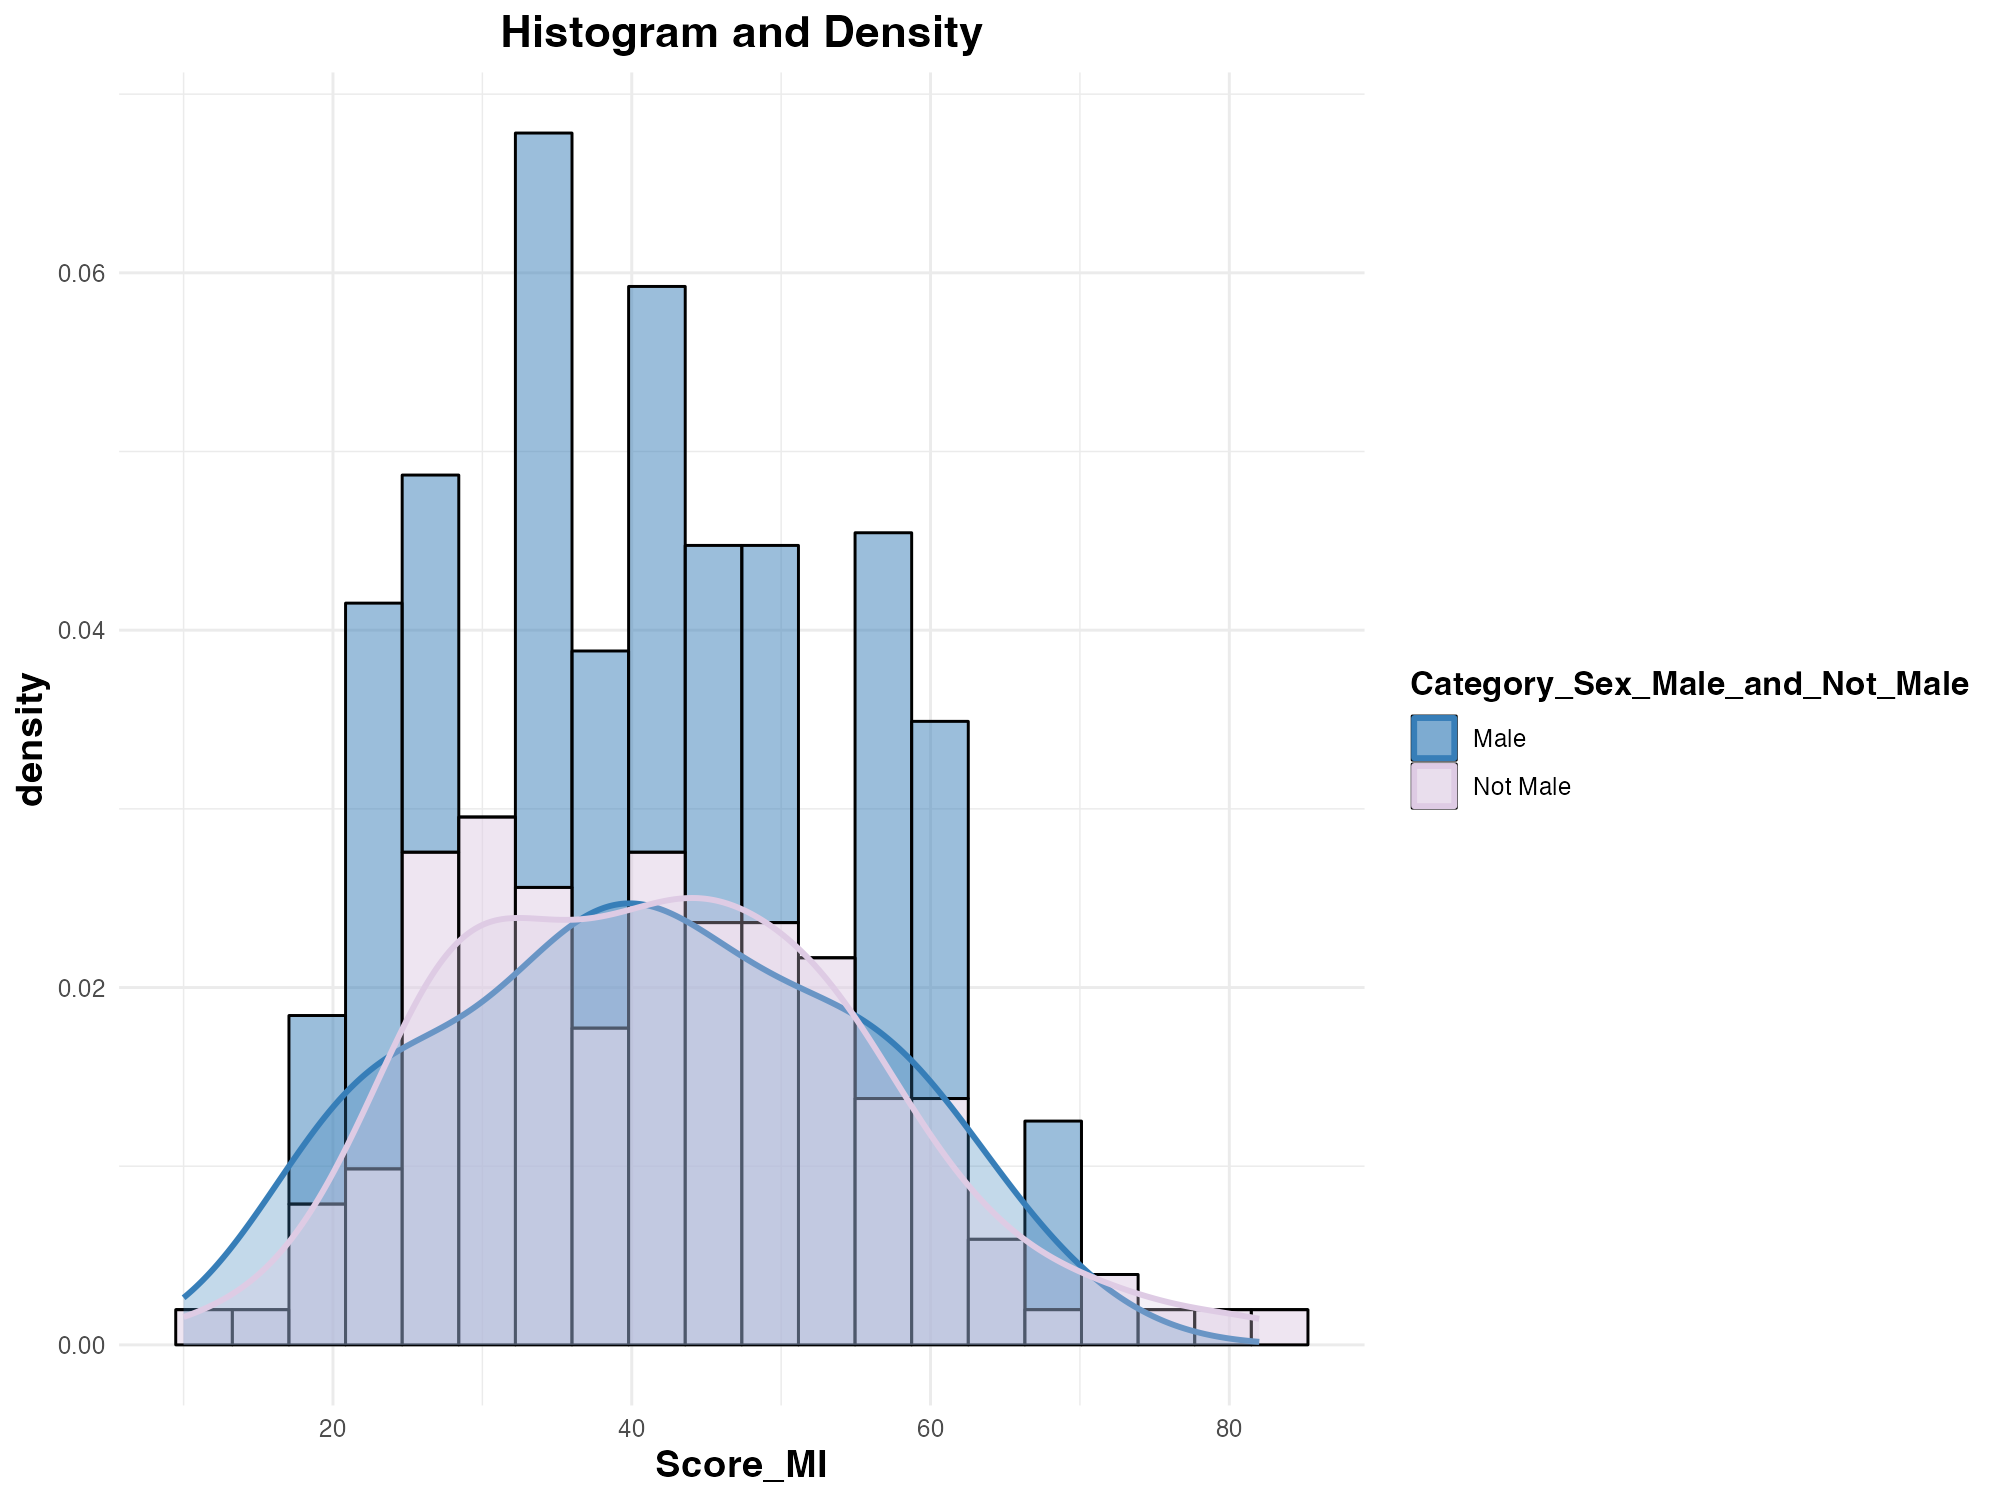 Histogram and Density
density
0.06
0.04
0.02
0.00
20 40 60 80
Score_MI
Category_Sex_Male_and_Not_Male
Male
Not Male